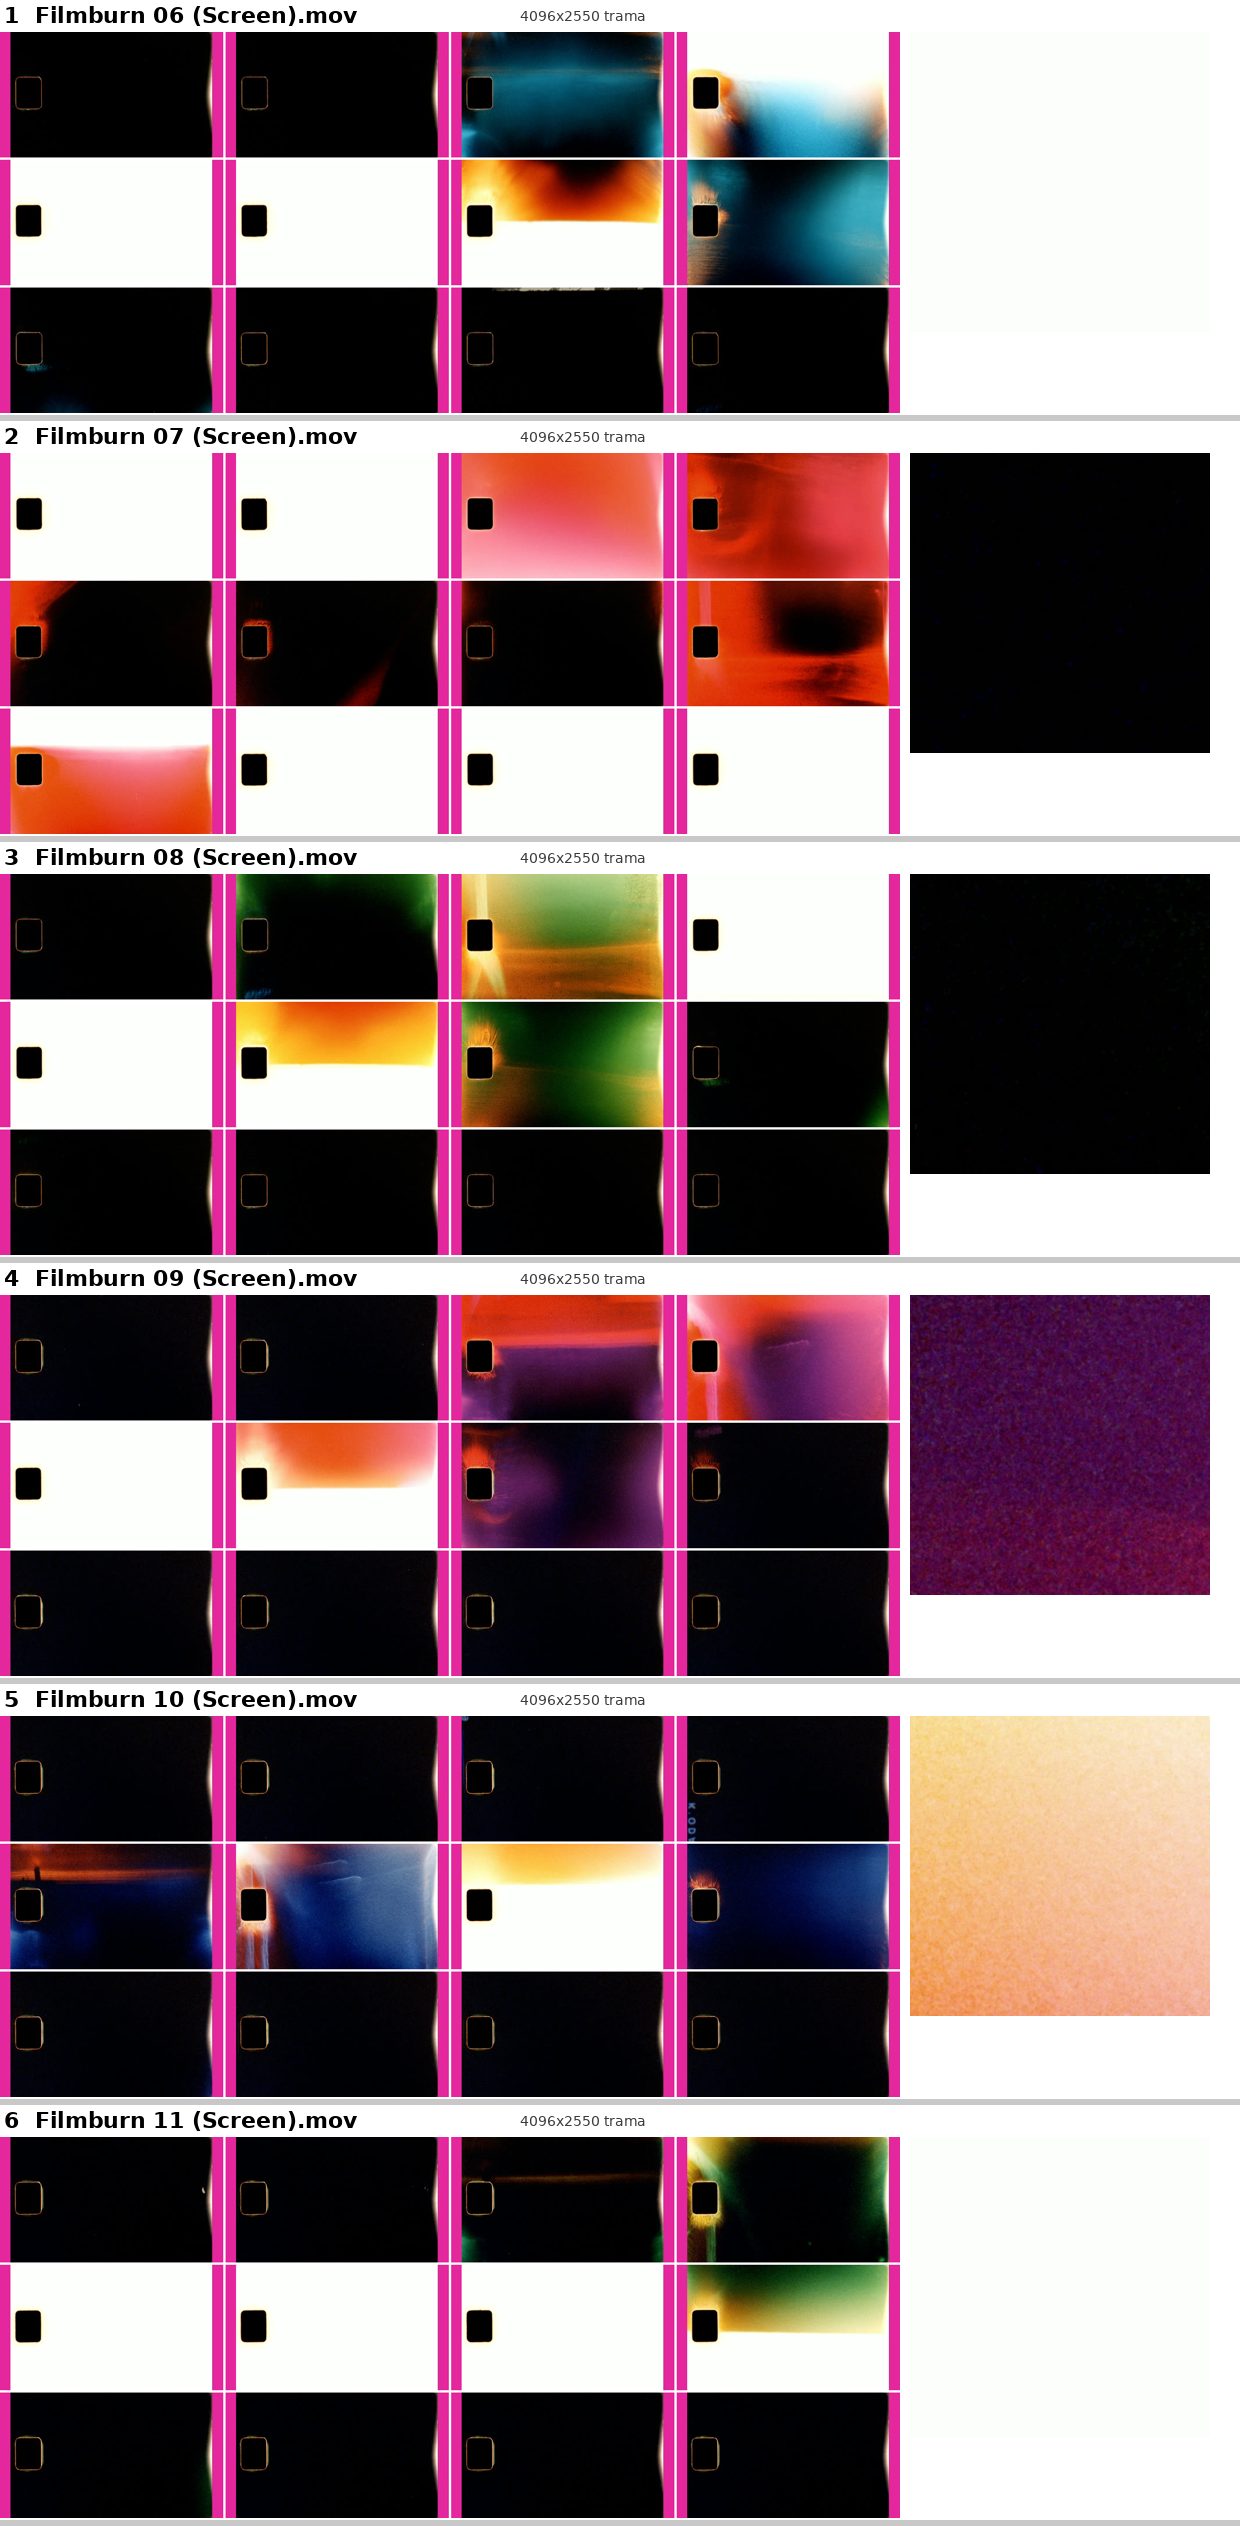 1 Filmburn 06 (Screen).mov 4096x2550 trama
2 Filmburn 07 (Screen).mov 4096x2550 trama
3 Filmburn 08 (Screen).mov 4096x2550 trama
4 Filmburn 09 (Screen).mov 4096x2550 trama
5 Filmburn 10 (Screen).mov 4096x2550 trama
6 Filmburn 11 (Screen).mov 4096x2550 trama